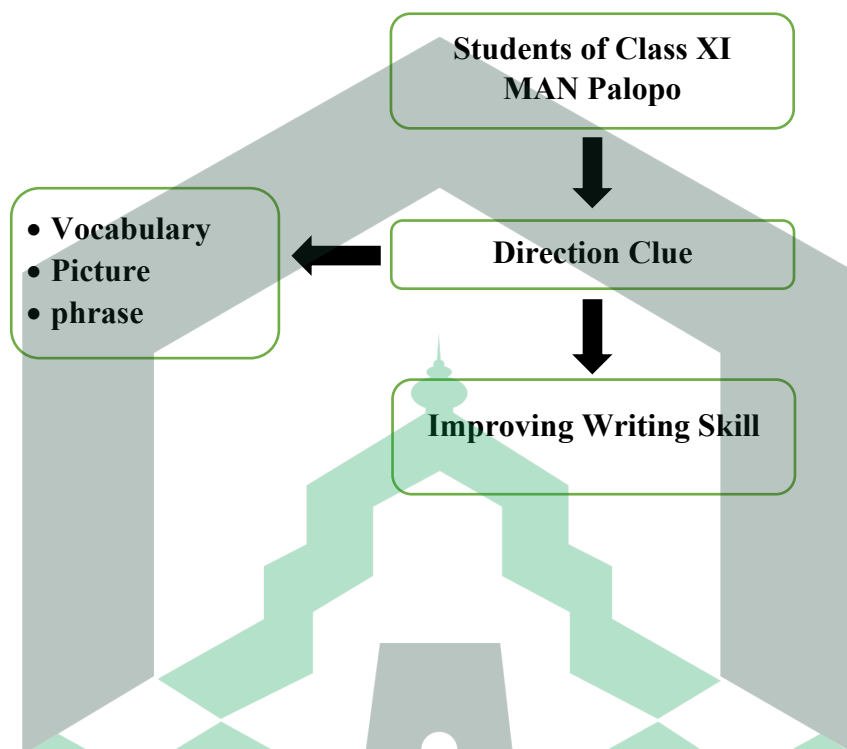 Students of Class XI
MAN Palopo
• Vocabulary
• Picture
• phrase
Direction Clue
Improving Writing Skill